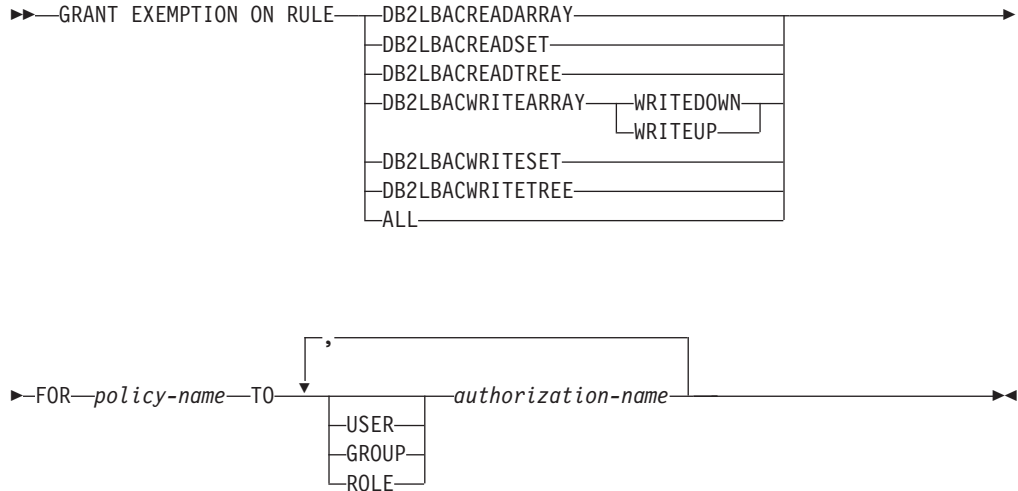 GRANT EXEMPTION ON RULE DB2LBACREADARRAY
DB2LBACREADSET
DB2LBACREADTREE
DB2LBACWRITEARRAY WRITEDOWN
WRITEUP
DB2LBACWRITESET
DB2LBACWRITETREE
ALL
,
FOR policy-name TO authorization-name
USER
GROUP
ROLE